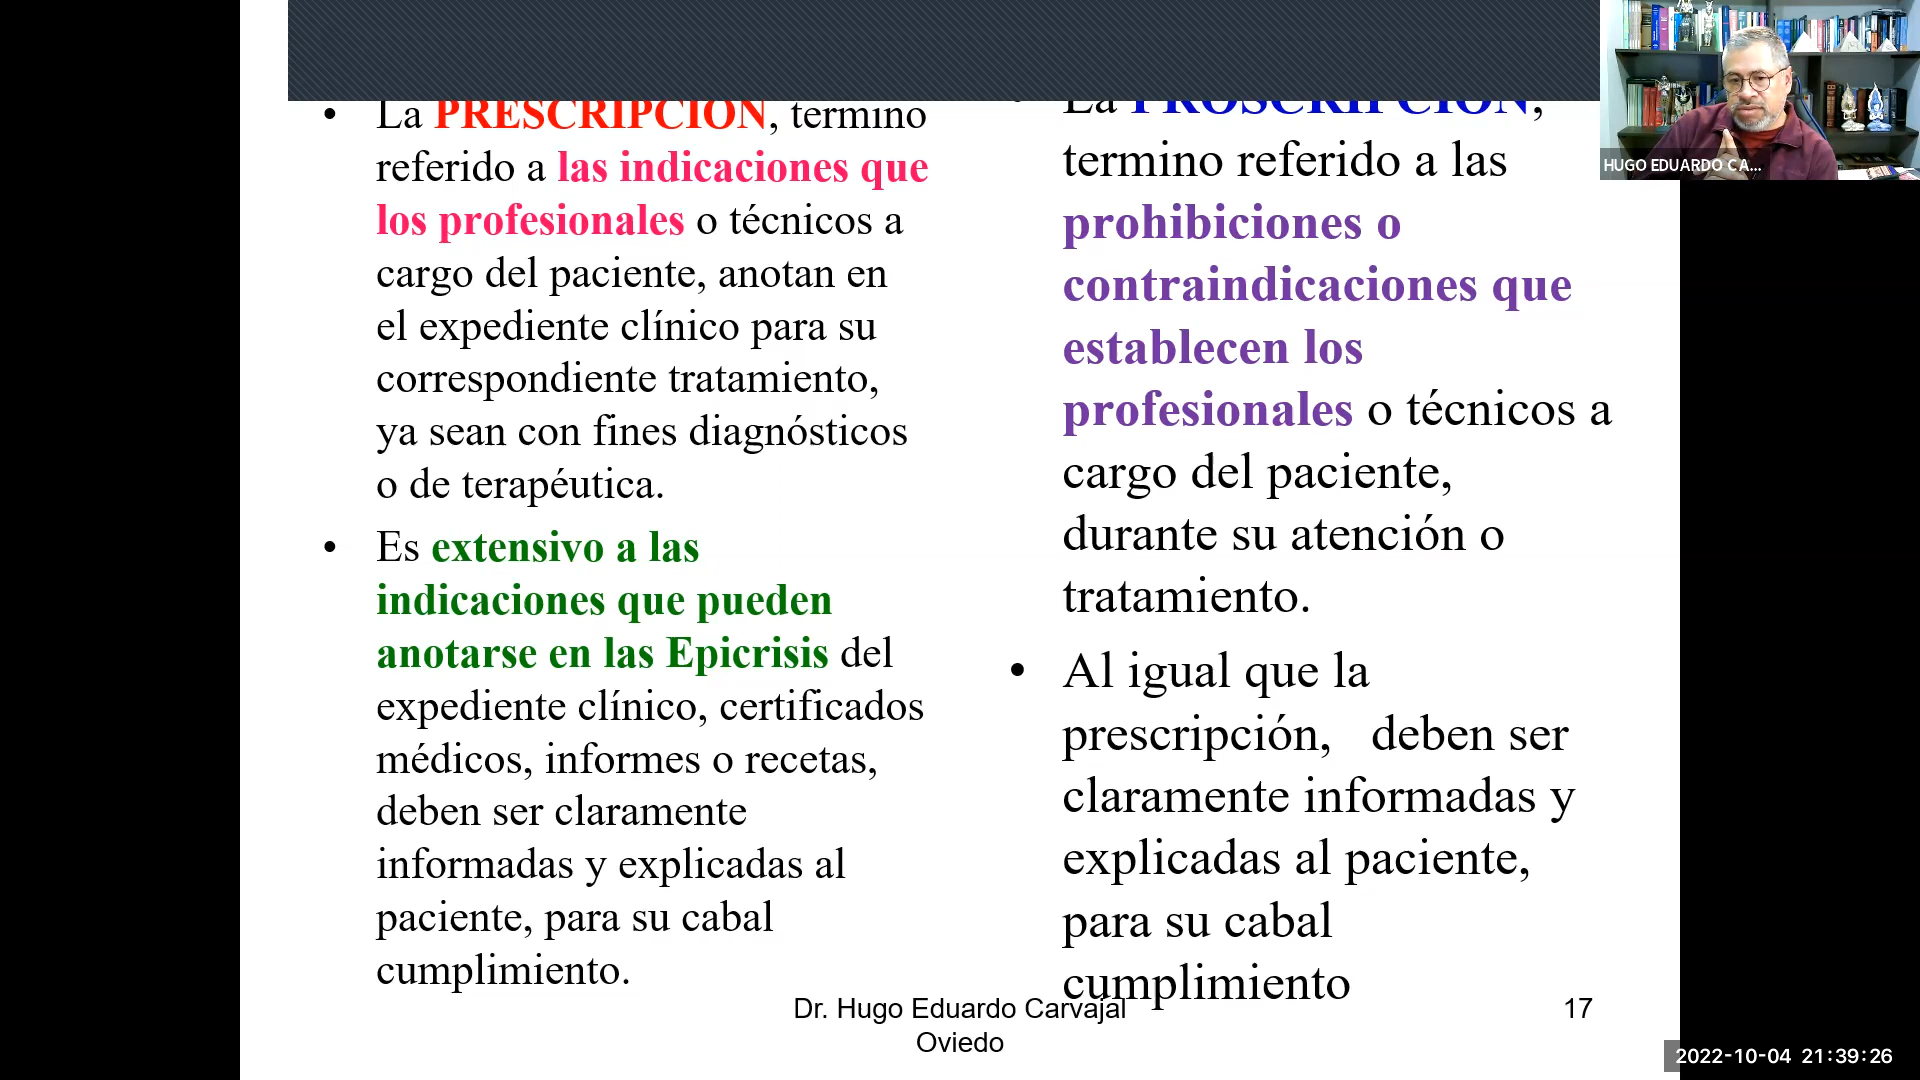 La PRESCRIPCION, termino
referido a las indicaciones que
los profesionales o técnicos a
cargo del paciente, anotan en
el expediente clínico para su
correspondiente tratamiento,
ya sean con fines diagnósticos
o de terapéutica.
Es extensivo a las
indicaciones que pueden
anotarse en las Epicrisis del
expediente clínico, certificados
médicos, informes o recetas,
deben ser claramente
informadas y explicadas al
paciente, para su cabal
cumplimiento.
La PROSCRIPCION,
termino referido a las
prohibiciones o
contraindicaciones que
establecen los
profesionales o técnicos a
cargo del paciente,
durante su atención o
tratamiento.
Al igual que la
prescripción, deben ser
claramente informadas y
explicadas al paciente,
para su cabal
cumplimiento
Dr. Hugo Eduardo Carvajal
Oviedo
17
HUGO EDUARDO CA...
2022-10-04 21:39:26